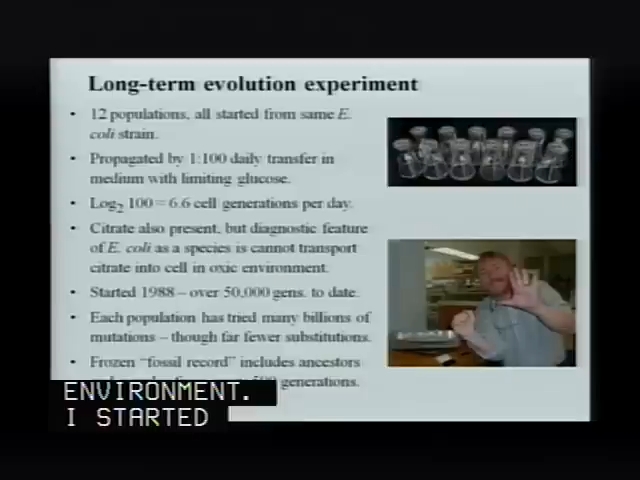 Long-term evolution experiment
• 12 populations, all started from same E.
coli strain.
• Propagated by 1:100 daily transfer in
medium with limiting glucose.
• Log2 100 = 6.6 cell generations per day.
• Citrate also present, but diagnostic feature
of E. coli as a species is cannot transport
citrate into cell in oxic environment.
• Started 1988 – over 50,000 gens. to date.
• Each population has tried many billions of
mutations – though far fewer substitutions.
• Frozen “fossil record” includes ancestors
generations.
ENVIRONMENT.
I STARTED